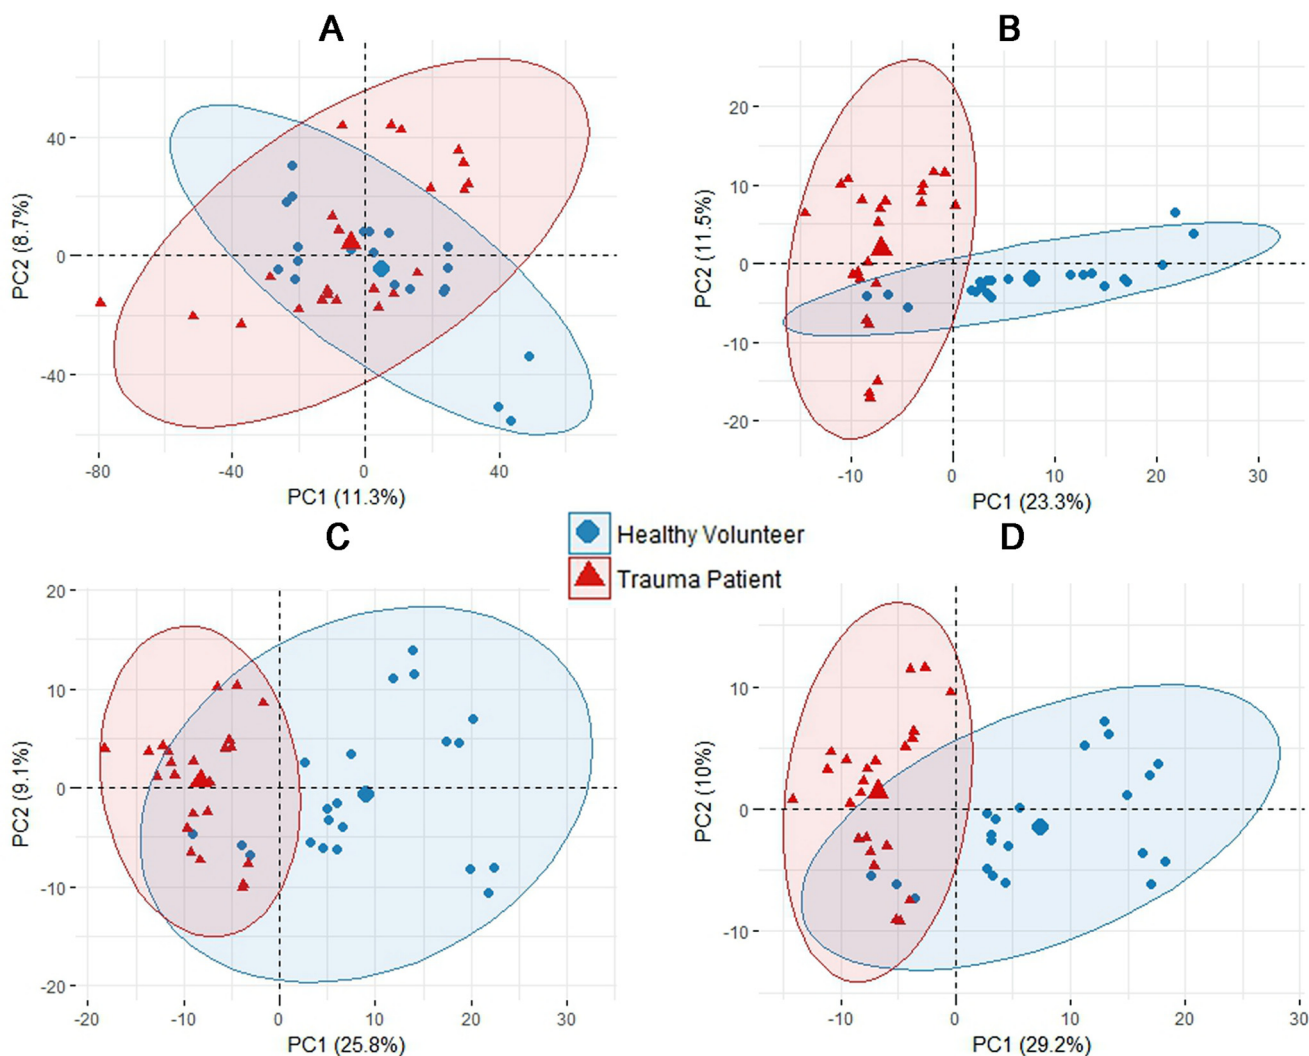 A
B
40
0
-40
PC2 (8.7%)
-80
-40
0
40
PC1 (11.3%)
20
10
0
-10
-20
PC2 (11.5%)
-10
0
10
20
30
PC1 (23.3%)
C
Healthy Volunteer
Trauma Patient
D
20
10
0
-10
-20
PC2 (9.1%)
-20
-10
0
10
20
30
PC1 (25.8%)
10
0
-10
PC2 (10%)
-10
0
10
20
30
PC1 (29.2%)